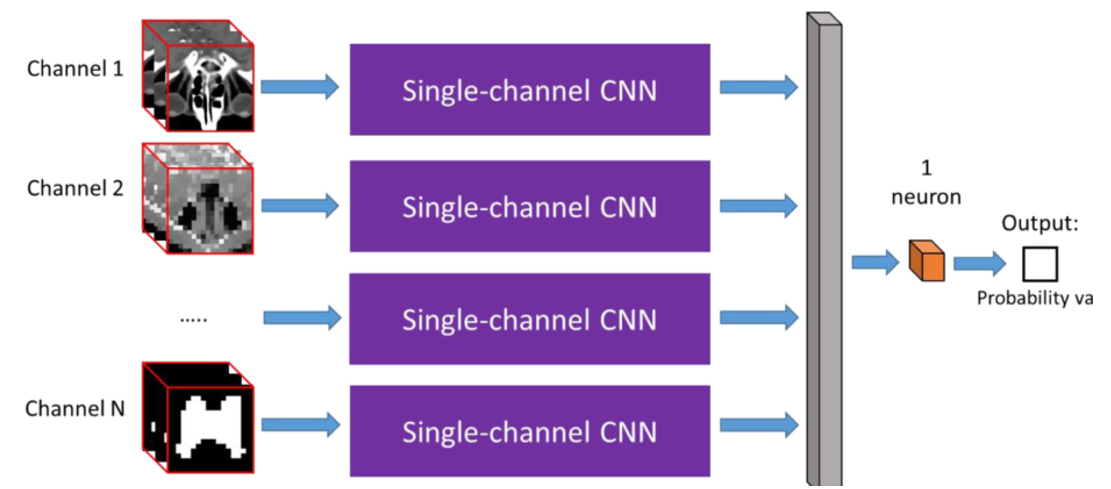 Channel 1
Single-channel CNN
Channel 2
Single-channel CNN
1
neuron
Output:
Probability va
.....
Single-channel CNN
Channel N
Single-channel CNN